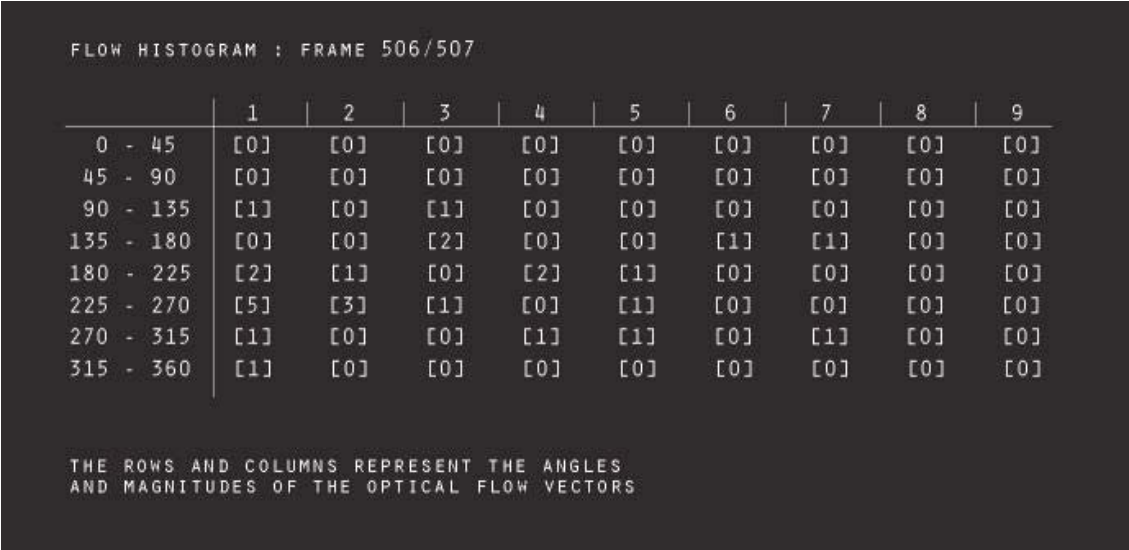 FLOW HISTOGRAM : FRAME 506/507
1 | 2 | 3 | 4 | 5 | 6 | 7 | 8 | 9
0 - 45 [0] [0] [0] [0] [0] [0] [0] [0] [0]
45 - 90 [0] [0] [0] [0] [0] [0] [0] [0] [0]
90 - 135 [1] [0] [1] [0] [0] [0] [0] [0] [0]
135 - 180 [0] [0] [2] [0] [0] [1] [1] [0] [0]
180 - 225 [2] [1] [0] [2] [1] [0] [0] [0] [0]
225 - 270 [5] [3] [1] [0] [1] [0] [0] [0] [0]
270 - 315 [1] [0] [0] [1] [1] [0] [1] [0] [0]
315 - 360 [1] [0] [0] [0] [0] [0] [0] [0] [0]
THE ROWS AND COLUMNS REPRESENT THE ANGLES
AND MAGNITUDES OF THE OPTICAL FLOW VECTORS